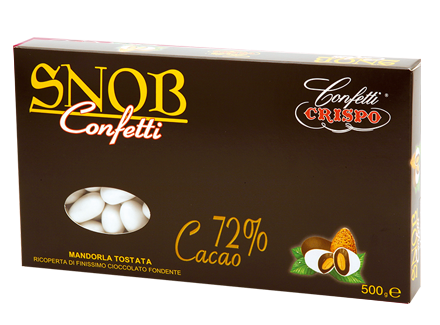 SNOB
Confetti
Confetti®
CRISPO
72%
Cacao
MANDORLA TOSTATA
RICOPERTA DI FINISSIMO CIOCCOLATO FONDENTE
500g℮